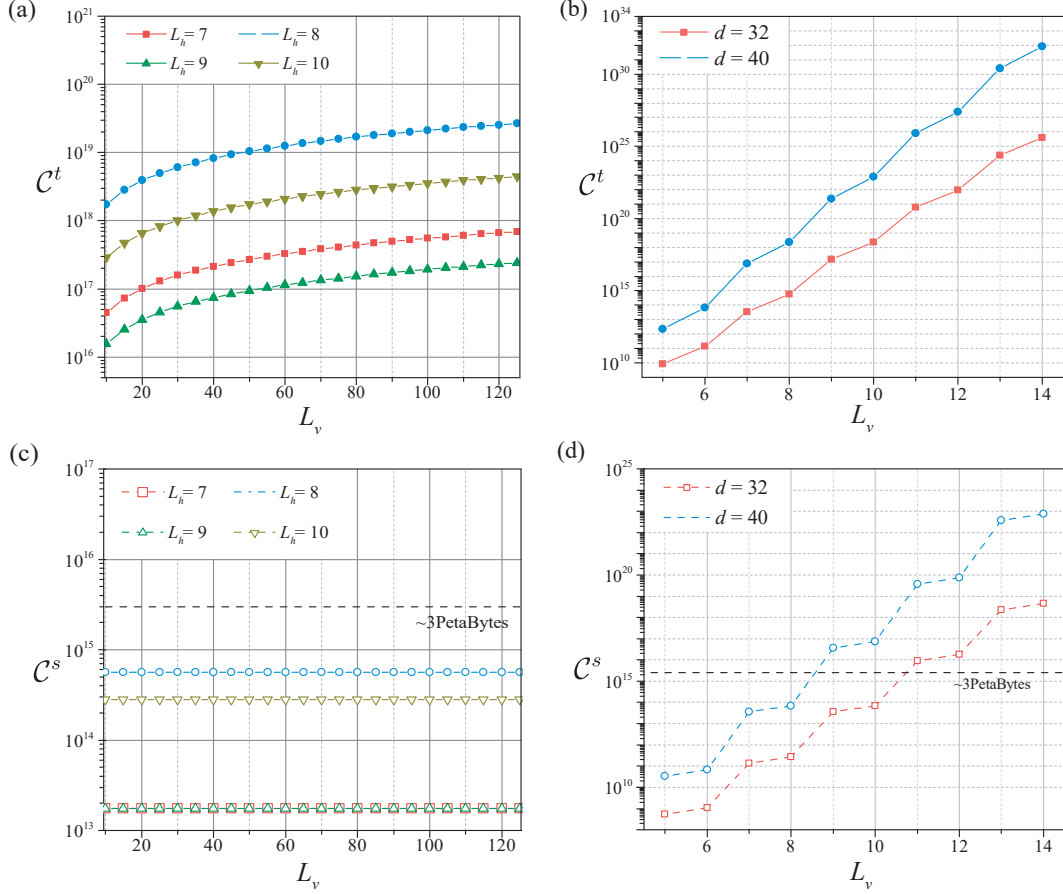 (a)
10^21
10^20
10^19
10^18
10^17
10^16
C^t
L_h= 7
L_h= 8
L_h= 9
L_h= 10
20
40
60
80
100
120
L_v
(b)
10^34
10^30
10^25
10^20
10^15
10^10
C^t
d = 32
d = 40
6
8
10
12
14
L_v
(c)
10^17
10^16
10^15
10^14
10^13
C^s
L_h= 7
L_h= 8
L_h= 9
L_h= 10
~3PetaBytes
20
40
60
80
100
120
L_v
(d)
10^25
10^20
10^15
10^10
C^s
d = 32
d = 40
~3PetaBytes
6
8
10
12
14
L_v